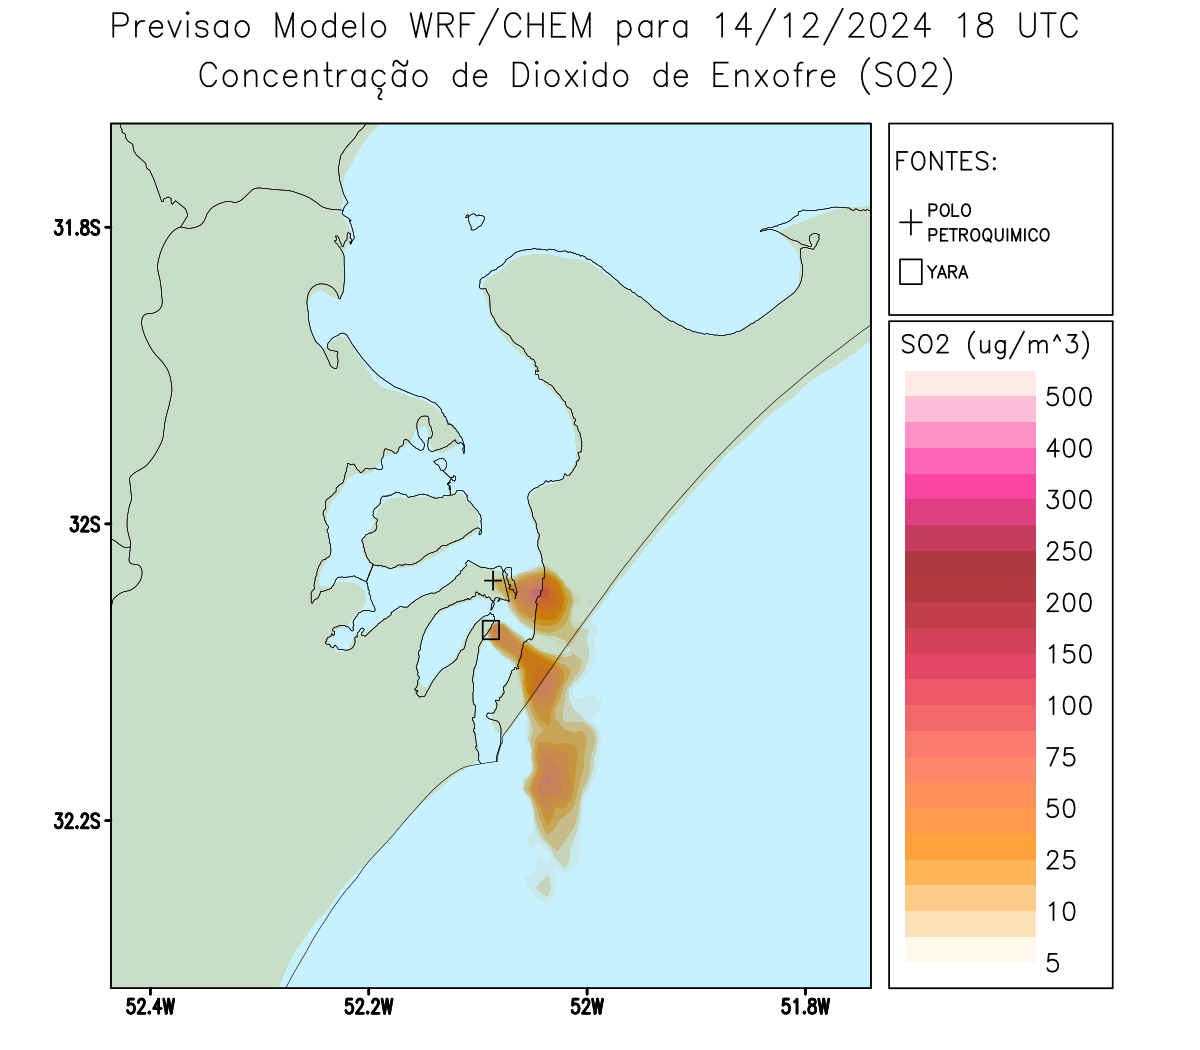 Previsao Modelo WRF/CHEM para 14/12/2024 18 UTC
Concentração de Dioxido de Enxofre (SO2)
FONTES:
POLO
PETROQUIMICO
YARA
SO2 (ug/m^3)
500
400
300
250
200
150
100
75
50
25
10
5
31.8S
32S
32.2S
52.4W
52.2W
52W
51.8W